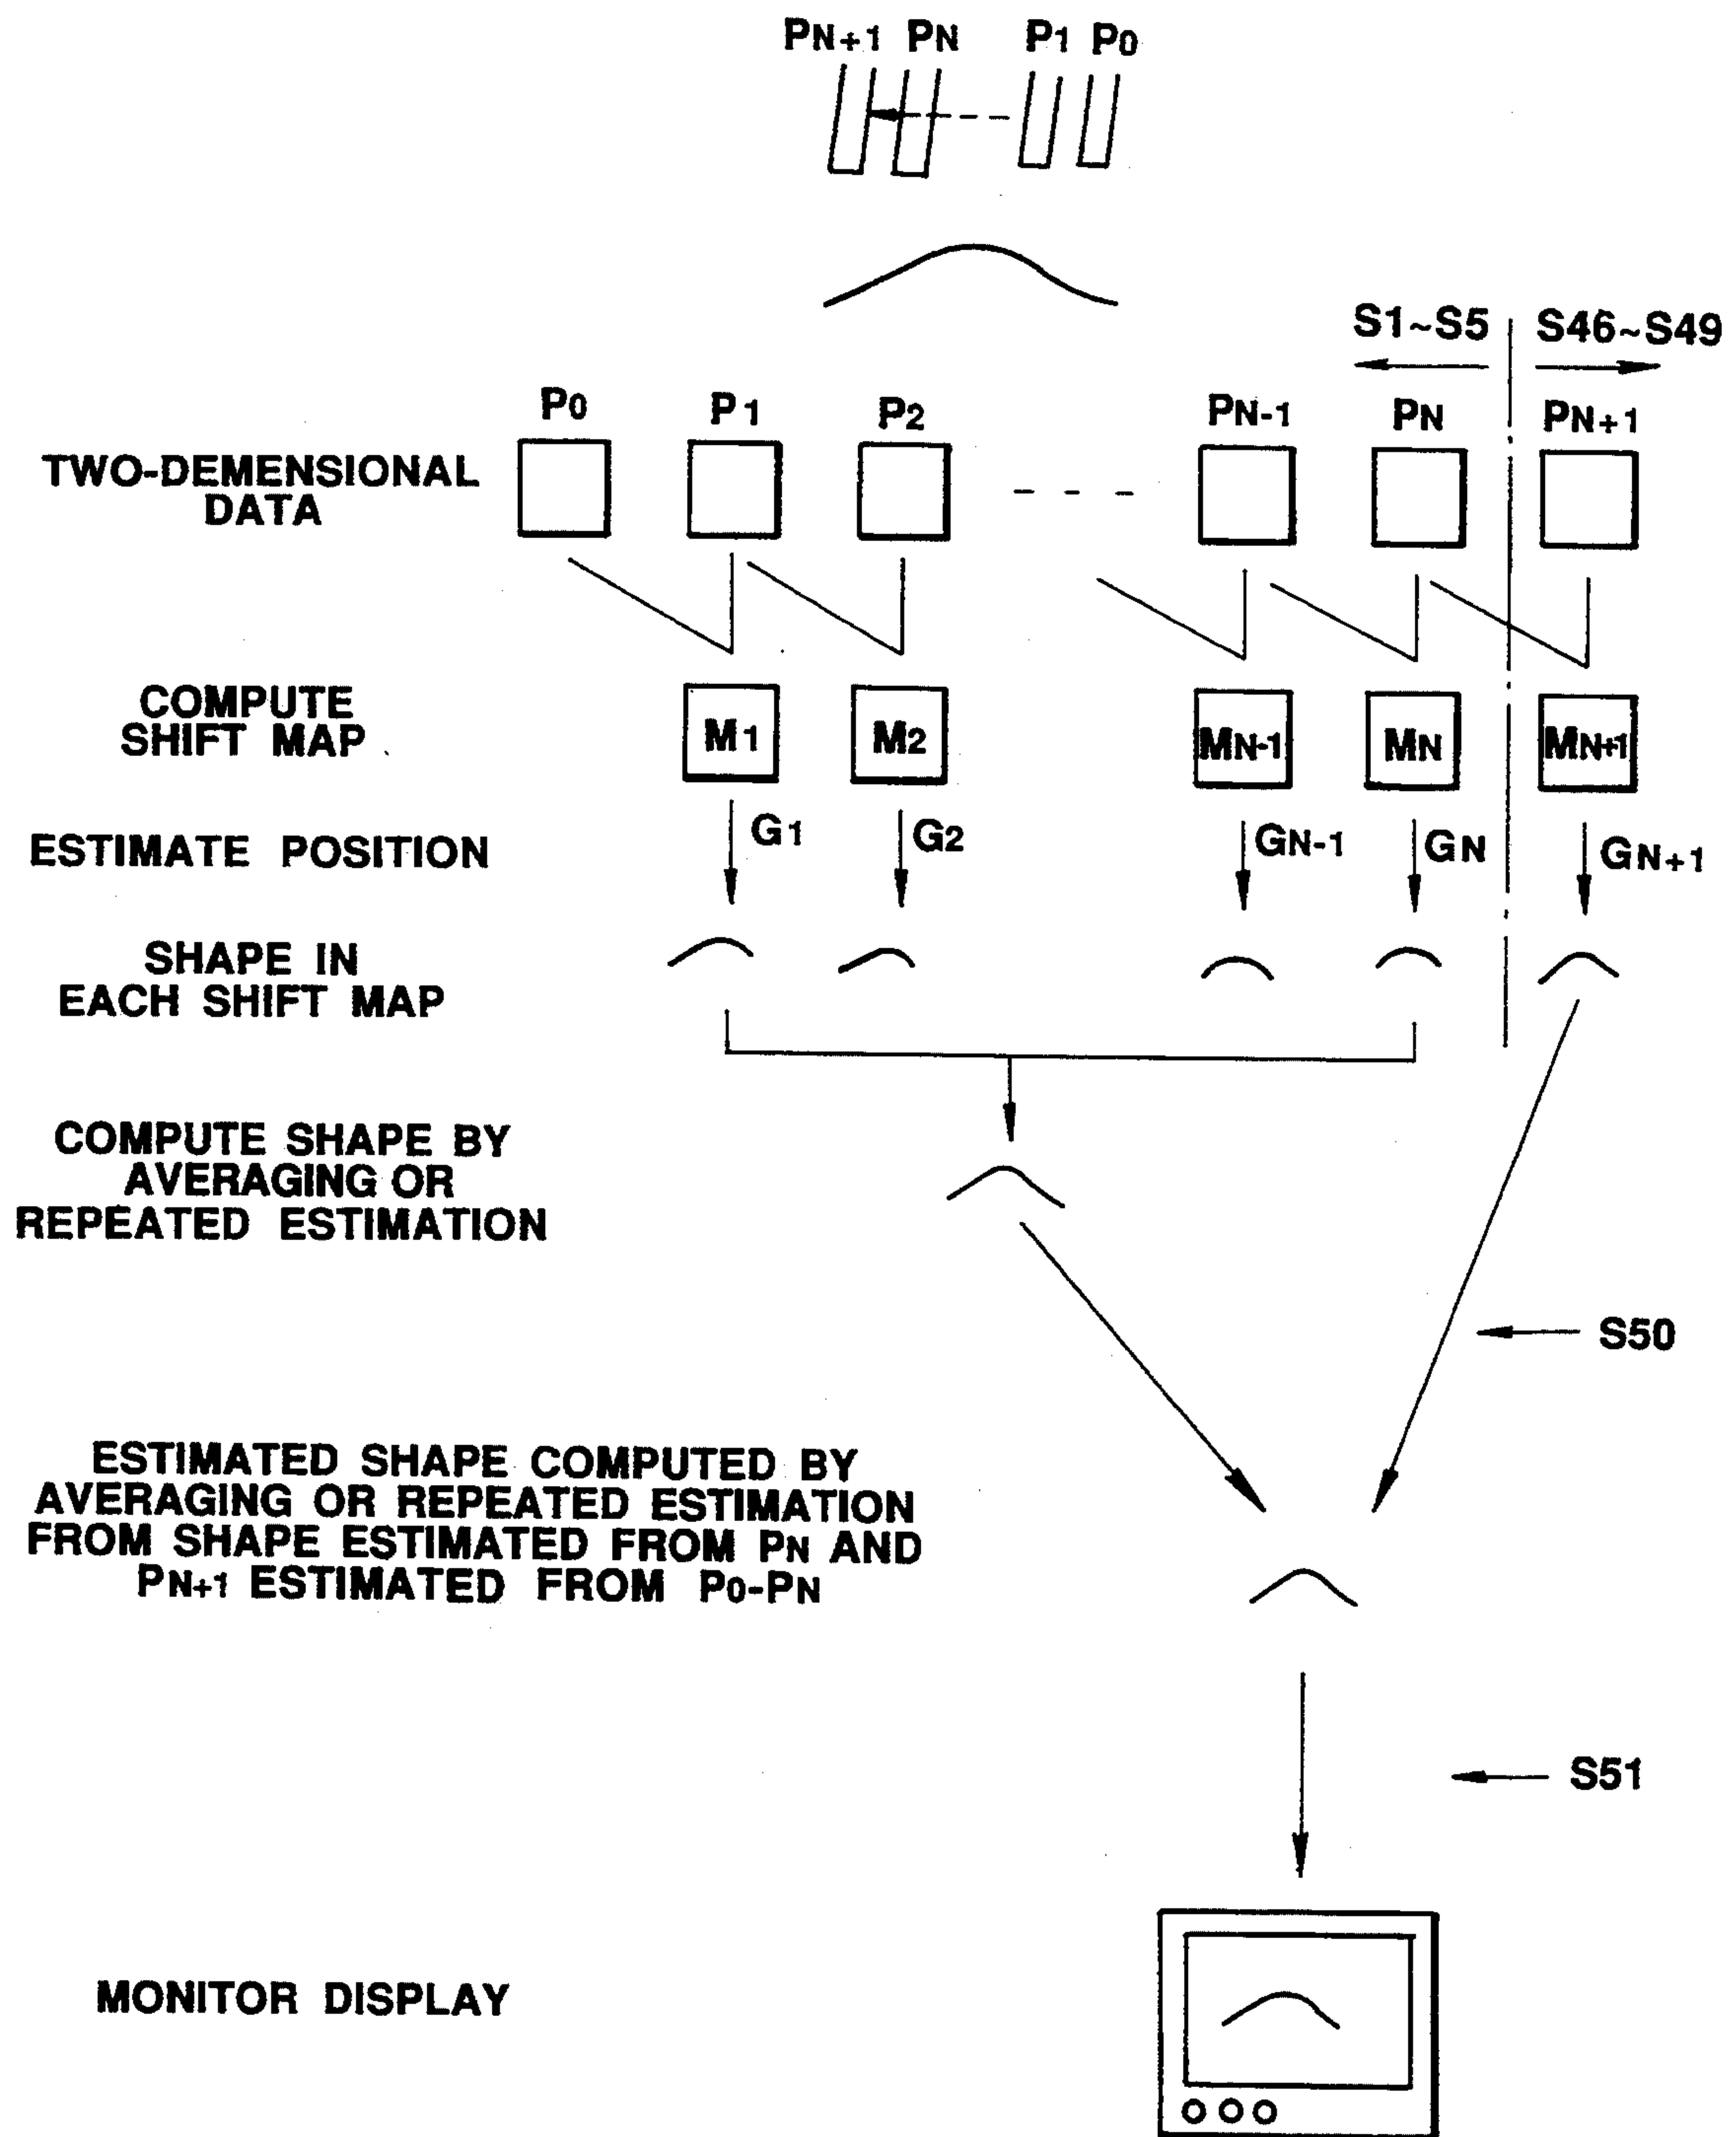 PN+1 PN P1 P0
S1~S5 S46~S49
P0 P1 P2 PN-1 PN PN+1
TWO-DEMENSIONAL
DATA
COMPUTE
SHIFT MAP
M1 M2 MN-1 MN MN+1
ESTIMATE POSITION
G1 G2 GN-1 GN GN+1
SHAPE IN
EACH SHIFT MAP
COMPUTE SHAPE BY
AVERAGING OR
REPEATED ESTIMATION
S50
ESTIMATED SHAPE COMPUTED BY
AVERAGING OR REPEATED ESTIMATION
FROM SHAPE ESTIMATED FROM PN AND
PN+1 ESTIMATED FROM P0-PN
S51
MONITOR DISPLAY